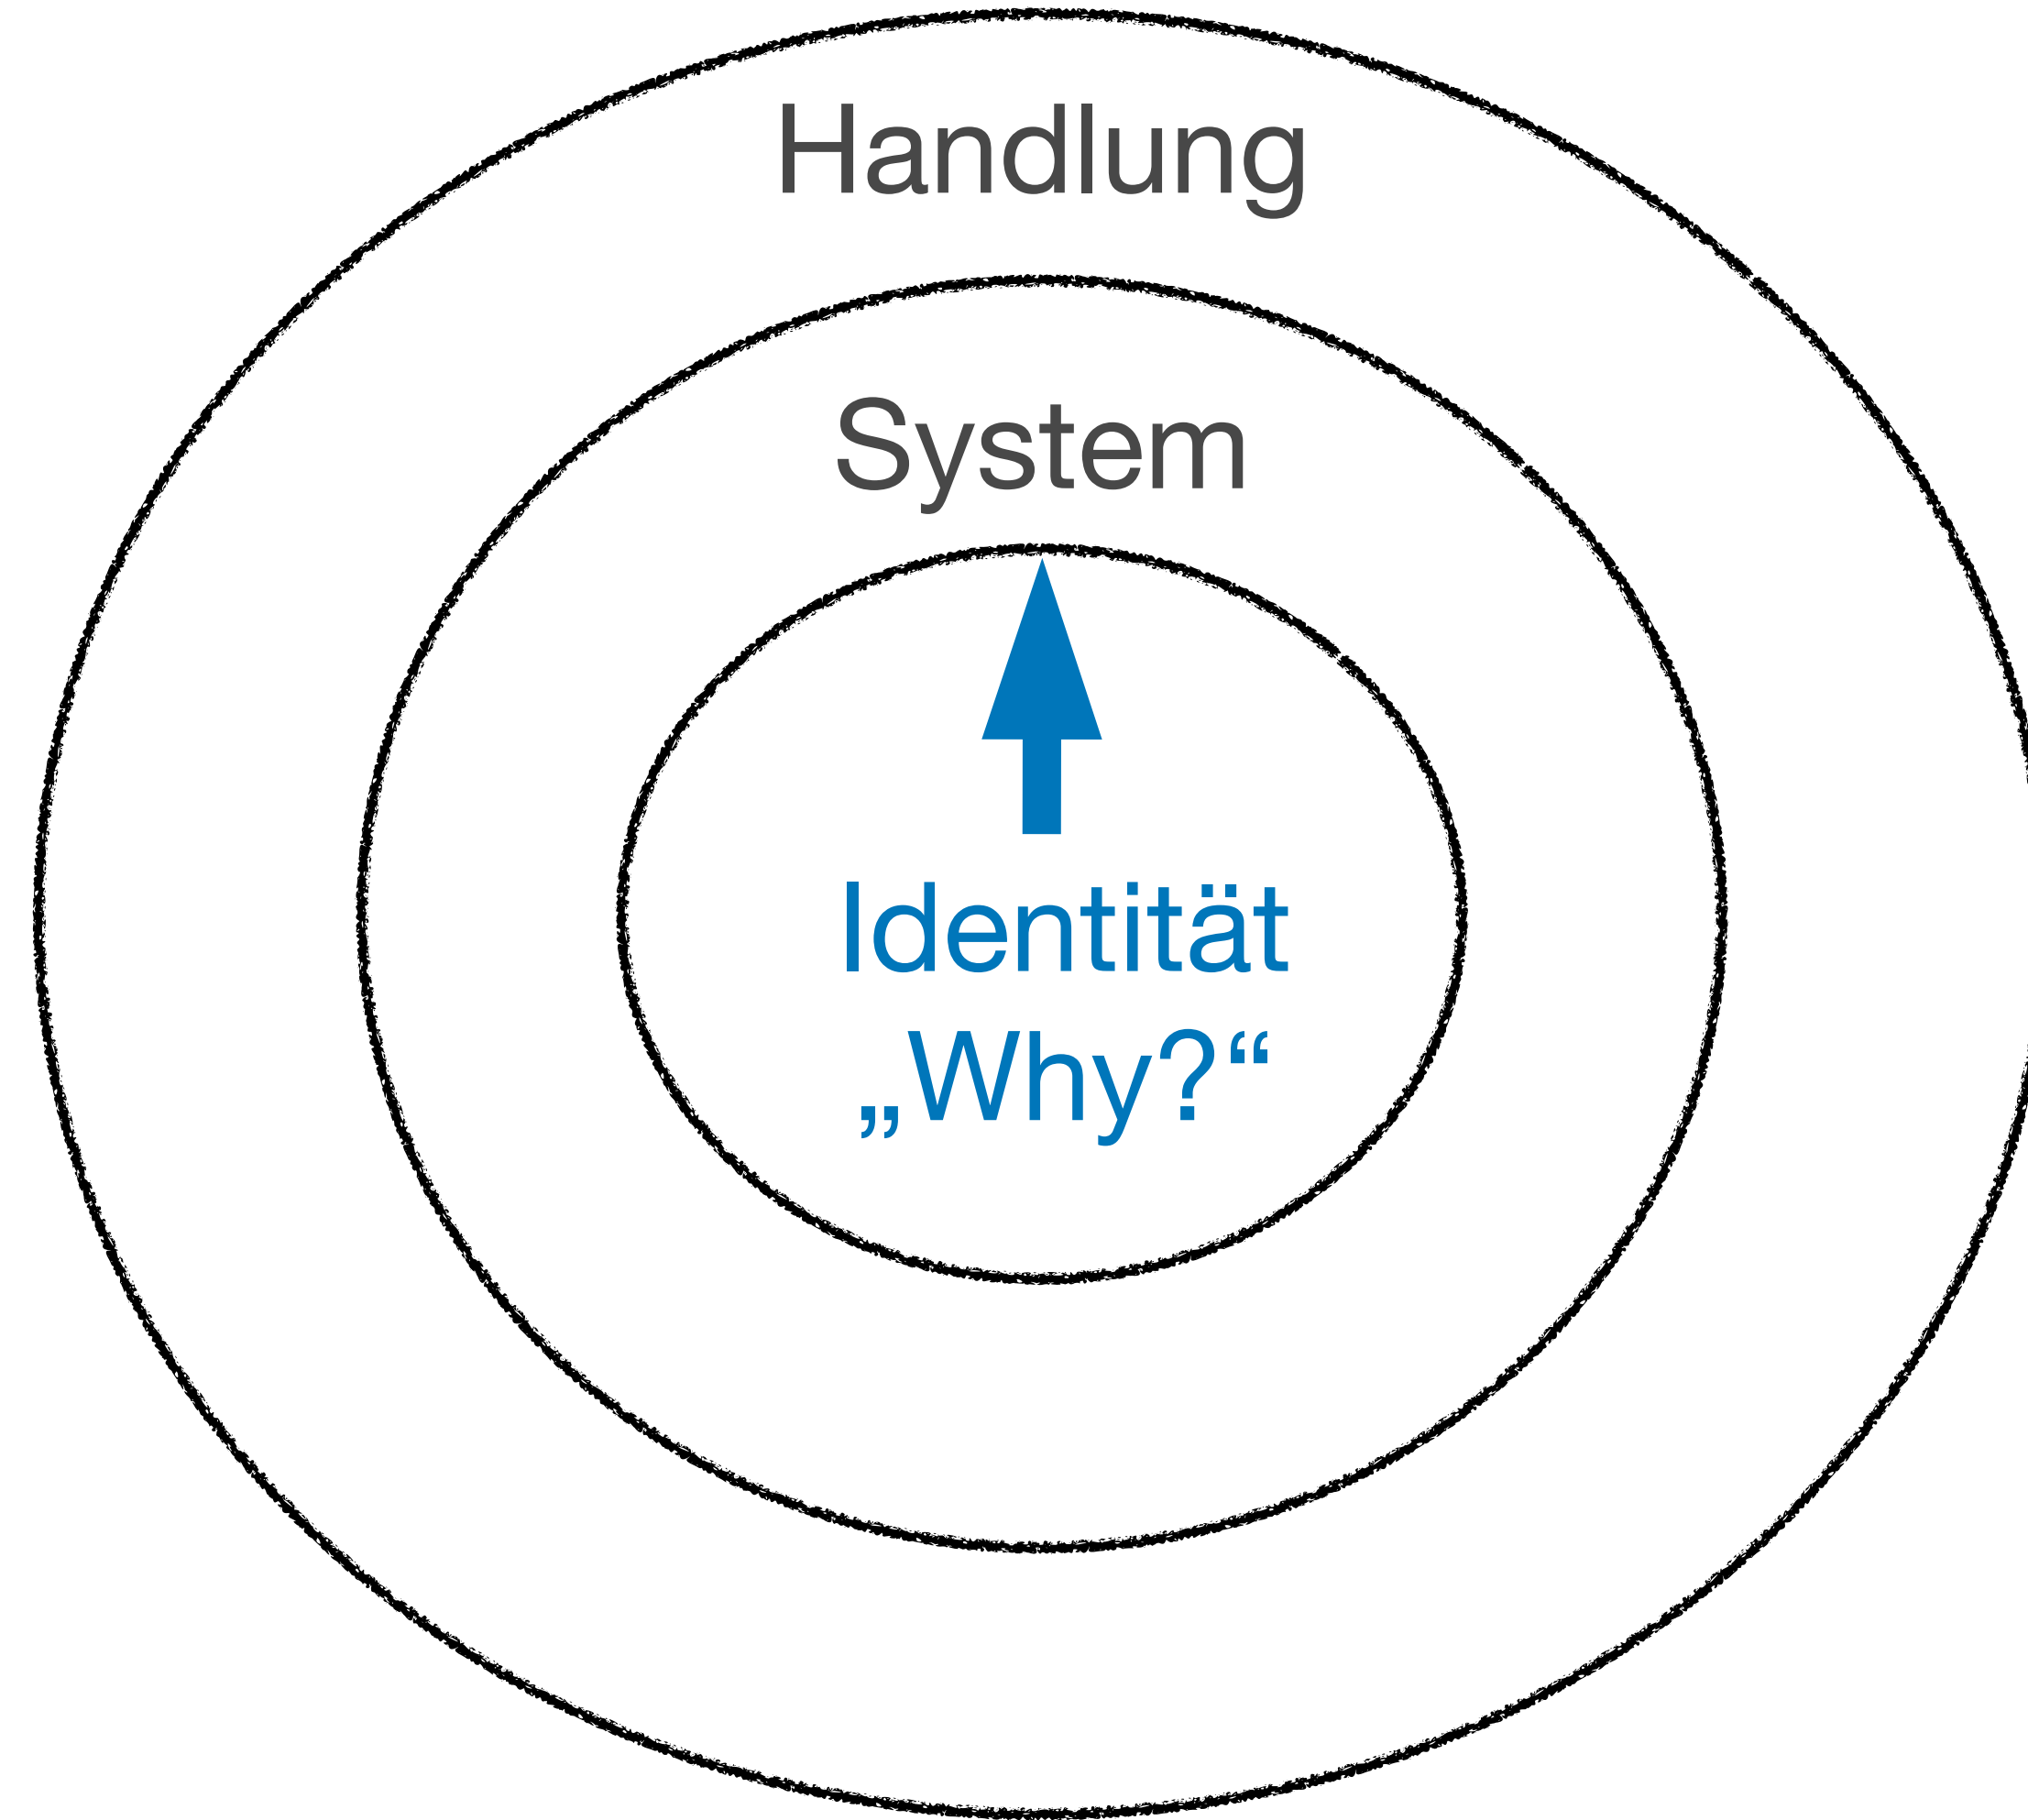 Handlung
System
Identität
„Why?“